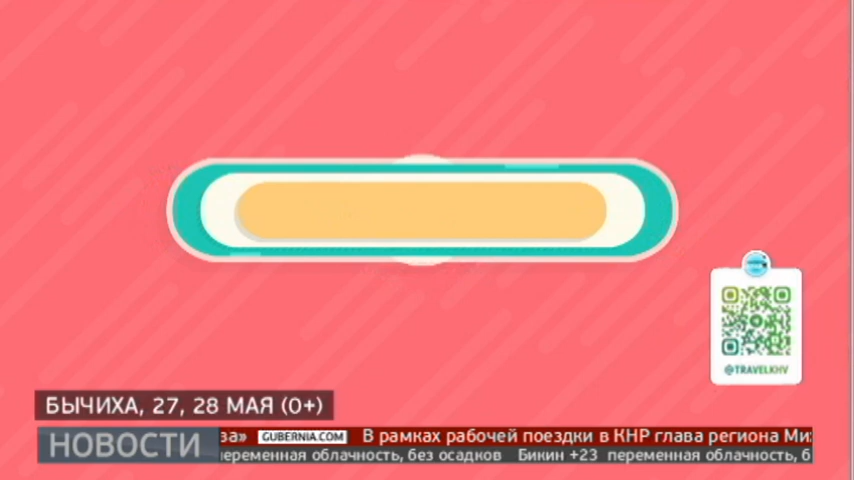 @TRAVELKHV
БЫЧИХА, 27, 28 МАЯ (0+)
НОВОСТИ
GUBERNIA.COM В рамках рабочей поездки в КНР глава региона
переменная облачность, без осадков Бикин +23 переменная облачность,